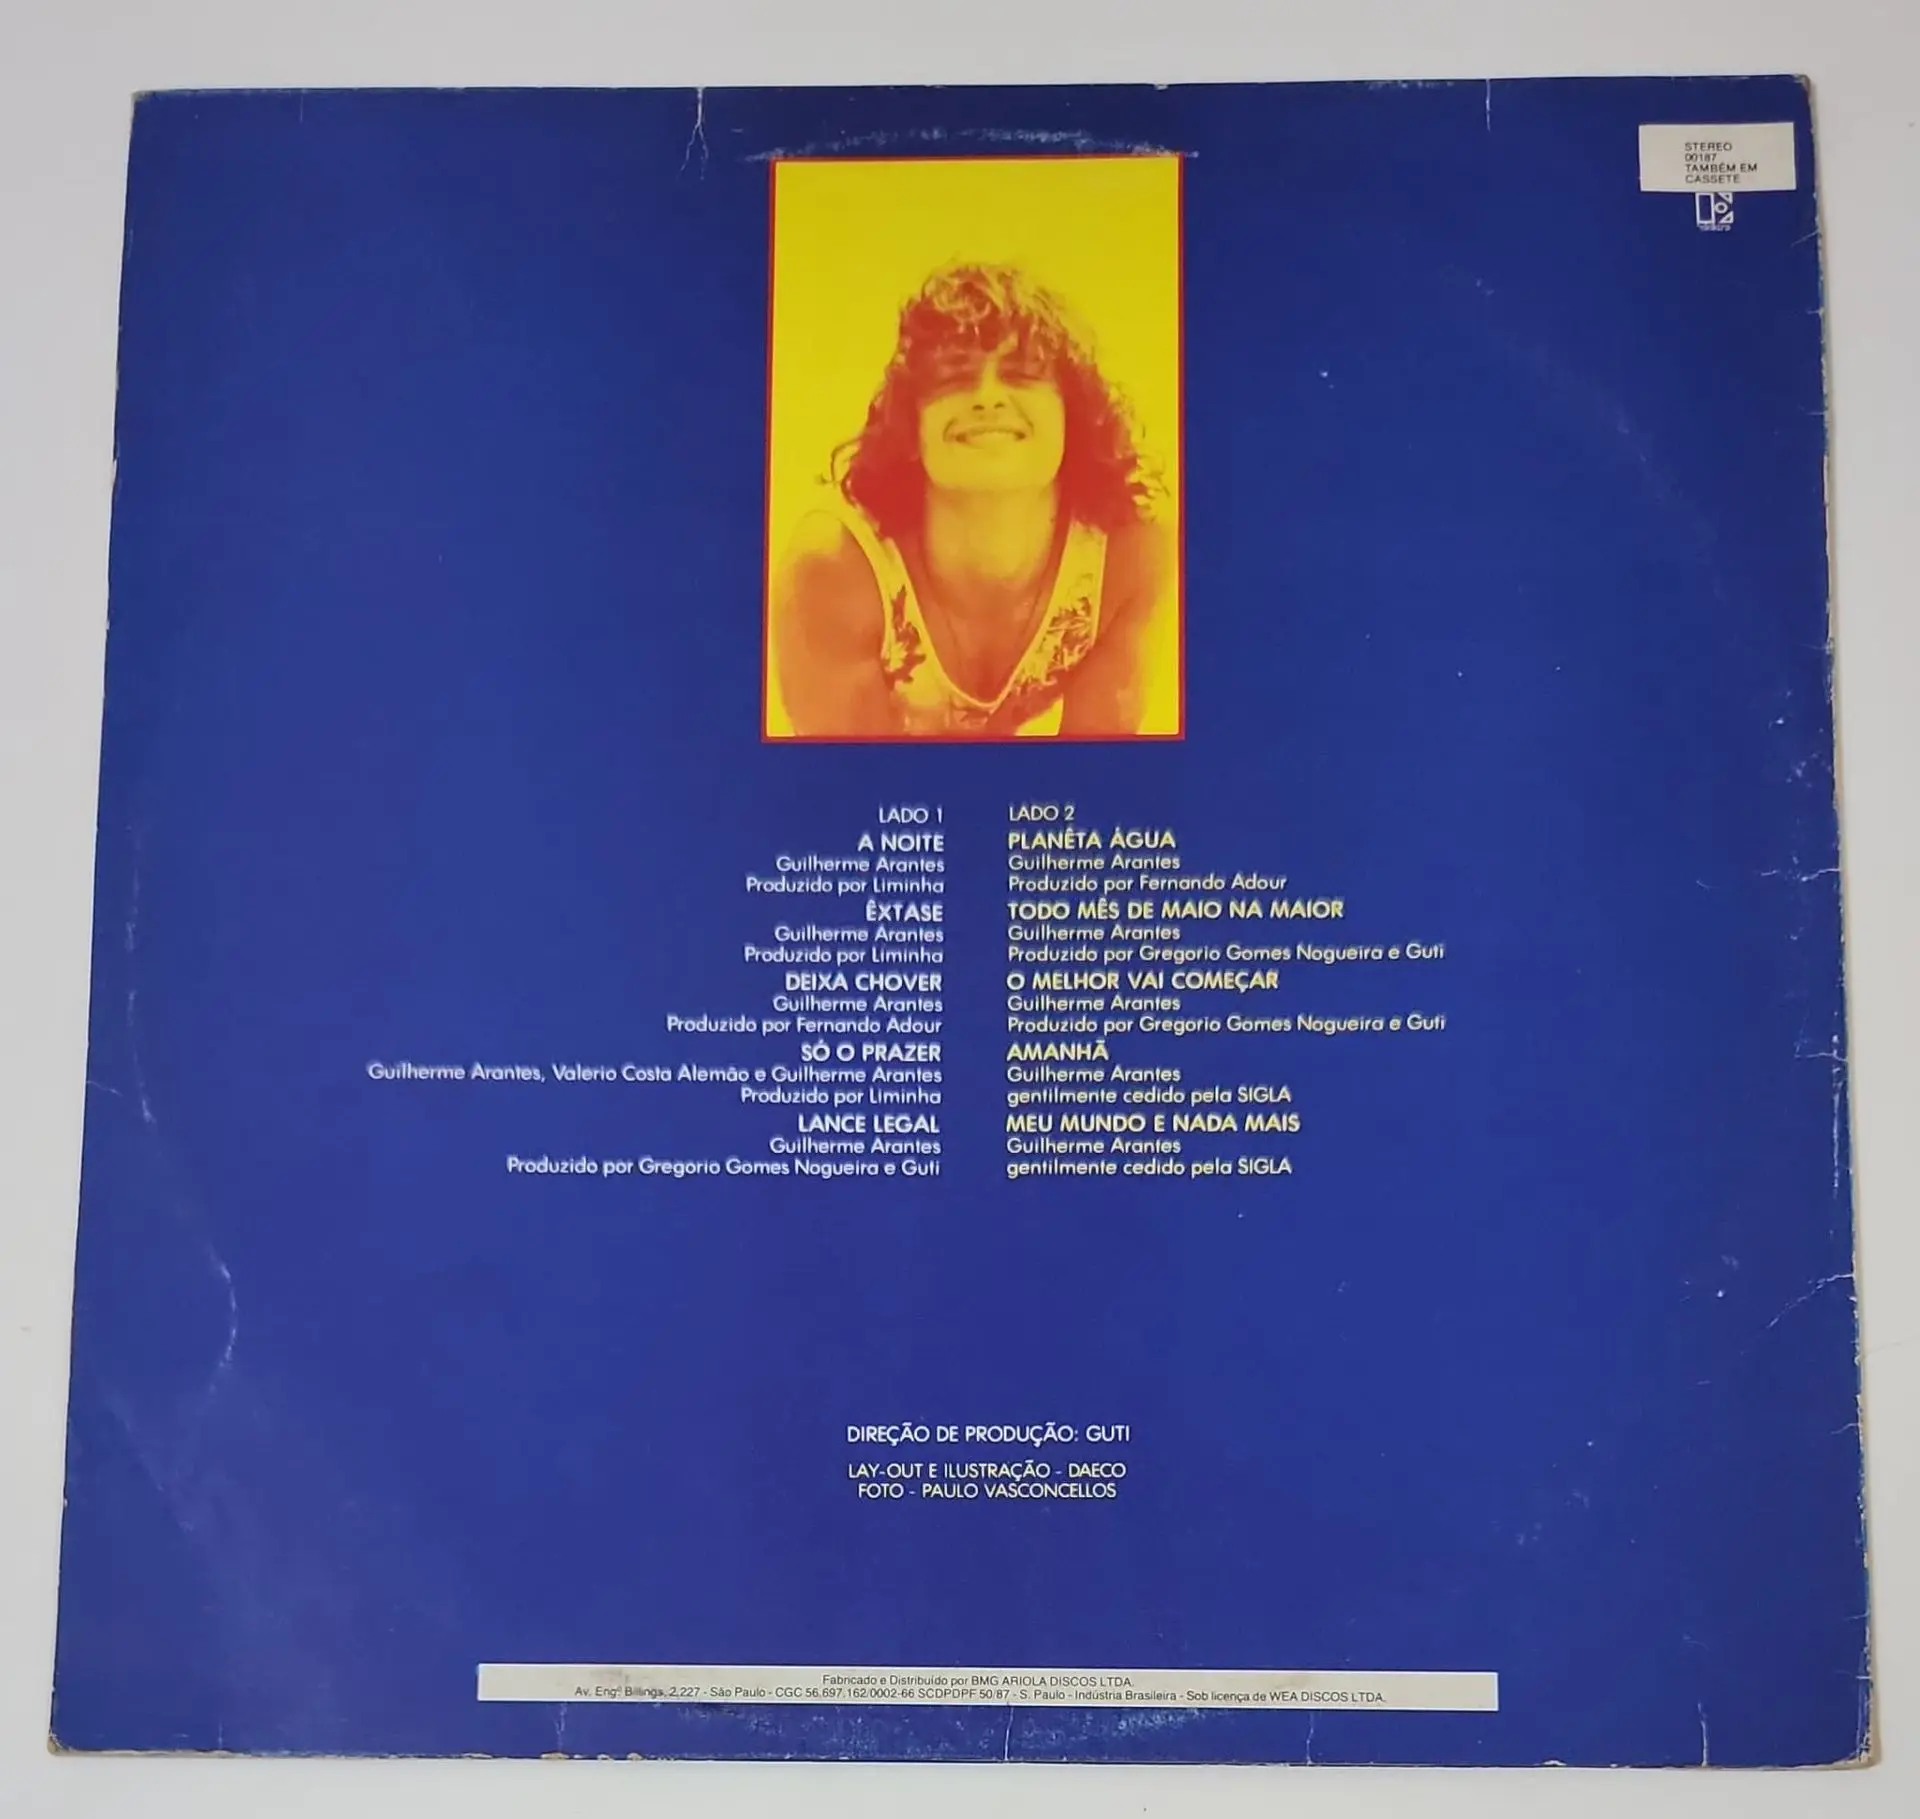 STEREO
00187
TAMBÉM EM
CASSETE
LADO 1
A NOITE
Guilherme Arantes
Produzido por Liminha
ÊXTASE
Guilherme Arantes
Produzido por Liminha
DEIXA CHOVER
Guilherme Arantes
Produzido por Fernando Adour
SÓ O PRAZER
Guilherme Arantes, Valerio Costa Alemão e Guilherme Arantes
Produzido por Liminha
LANCE LEGAL
Guilherme Arantes
Produzido por Gregorio Gomes Nogueira e Guti
LADO 2
PLANÊTA ÁGUA
Guilherme Arantes
Produzido por Fernando Adour
TODO MÊS DE MAIO NA MAIOR
Guilherme Arantes
Produzido por Gregorio Gomes Nogueira e Guti
O MELHOR VAI COMEÇAR
Guilherme Arantes
Produzido por Gregorio Gomes Nogueira e Guti
AMANHÃ
Guilherme Arantes
gentilmente cedido pela SIGLA
MEU MUNDO E NADA MAIS
Guilherme Arantes
gentilmente cedido pela SIGLA
DIREÇÃO DE PRODUÇÃO: GUTI
LAY-OUT E ILUSTRAÇÃO - DAECO
FOTO - PAULO VASCONCELLOS
Fabricado e Distribuído por BMG ARIOLA DISCOS LTDA.
Av. Engº Billings, 2.227 - São Paulo - CGC 56.697.162/0002-66 SCDPDPF 50/87 - S. Paulo - Indústria Brasileira - Sob licença de WEA DISCOS LTDA.